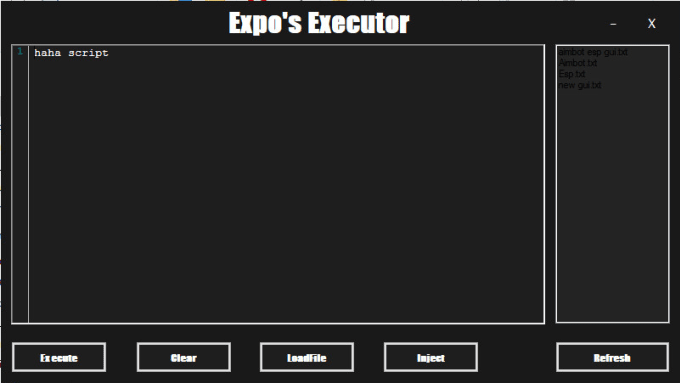 Expo's Executor
– X
1 haha script
aimbot esp gui.txt
Aimbot.txt
Esp.txt
new gui.txt
Execute Clear LoadFile Inject Refresh